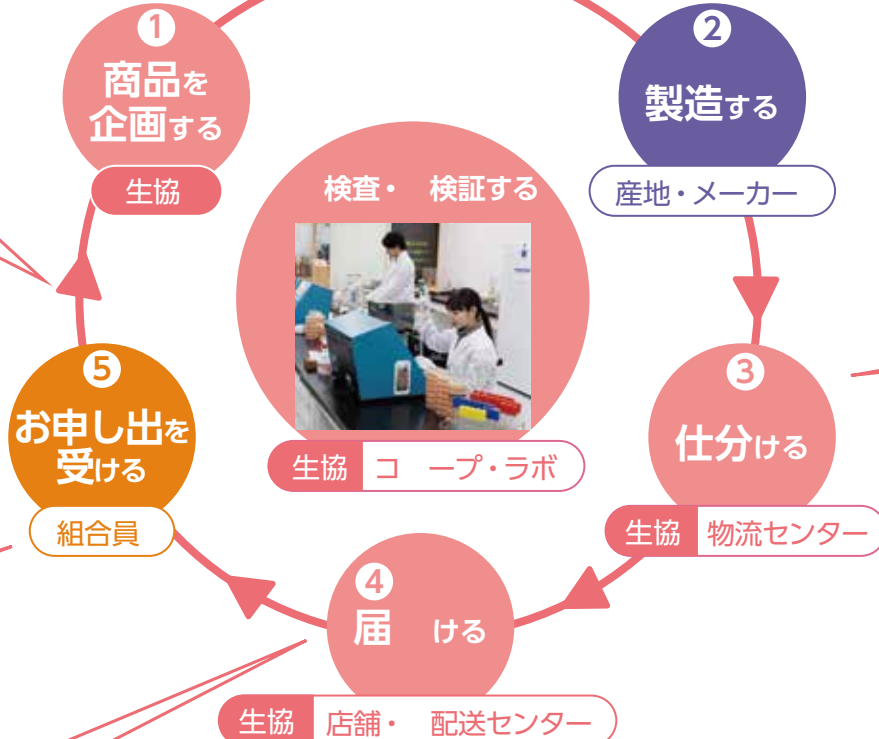 1
商品を
企画する
生協
2
製造する
産地・メーカー
検査・ 検証する
生協 コ ープ・ラボ
3
仕分ける
生協 物流センター
4
届 ける
生協 店舗・ 配送センター
5
お申し出を
受ける
組合員